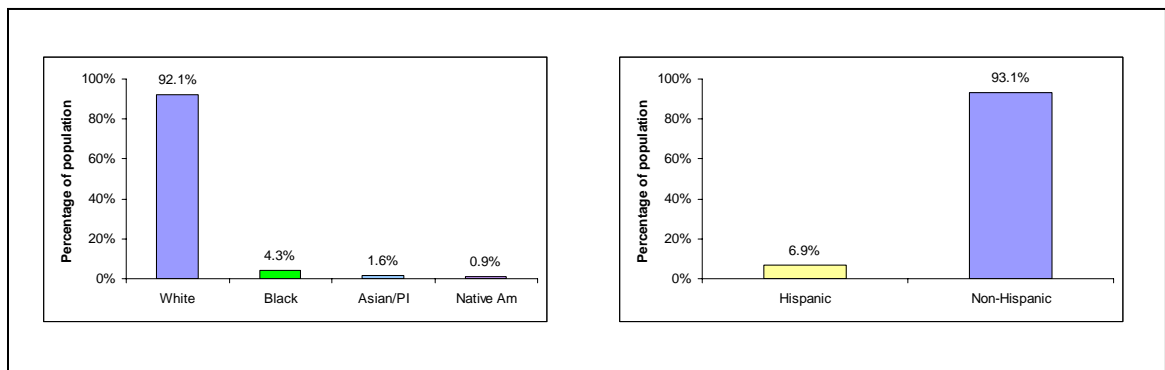 Percentage of population
100%
80%
60%
40%
20%
0%
92.1%
4.3%
1.6%
0.9%
White
Black
Asian/PI
Native Am
Percentage of population
100%
80%
60%
40%
20%
0%
6.9%
93.1%
Hispanic
Non-Hispanic